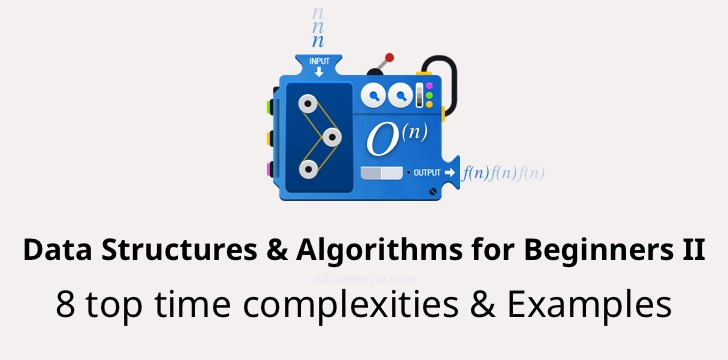 n
n
n
INPUT
O(n)
OUTPUT
f(n) f(n) f(n)
Data Structures & Algorithms for Beginners II
adrianmejia.com
8 top time complexities & Examples